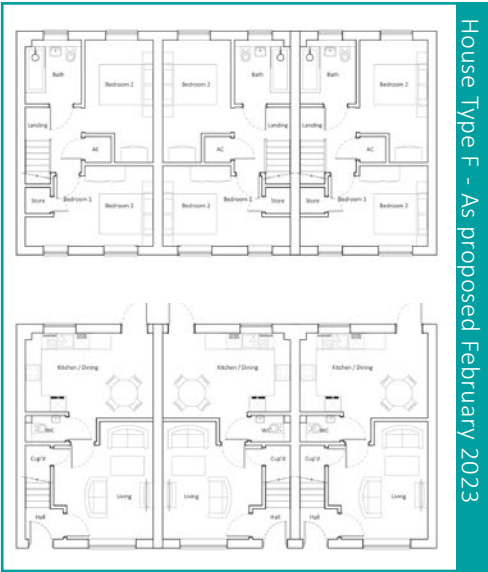 House Type F - As proposed February 2023
Bath
Bedroom 2
Bedroom 2
Bath
Bath
Bedroom 2
Landing
Landing
Landing
AC
AC
AC
Store
Bedroom 1
Bedroom 3
Bedroom 3
Bedroom 1
Store
Store
Bedroom 1
Bedroom 2
Kitchen / Dining
Kitchen / Dining
Kitchen / Dining
WC
WC
WC
Cup'd
Cup'd
Cup'd
Living
Living
Living
Hall
Hall
Hall